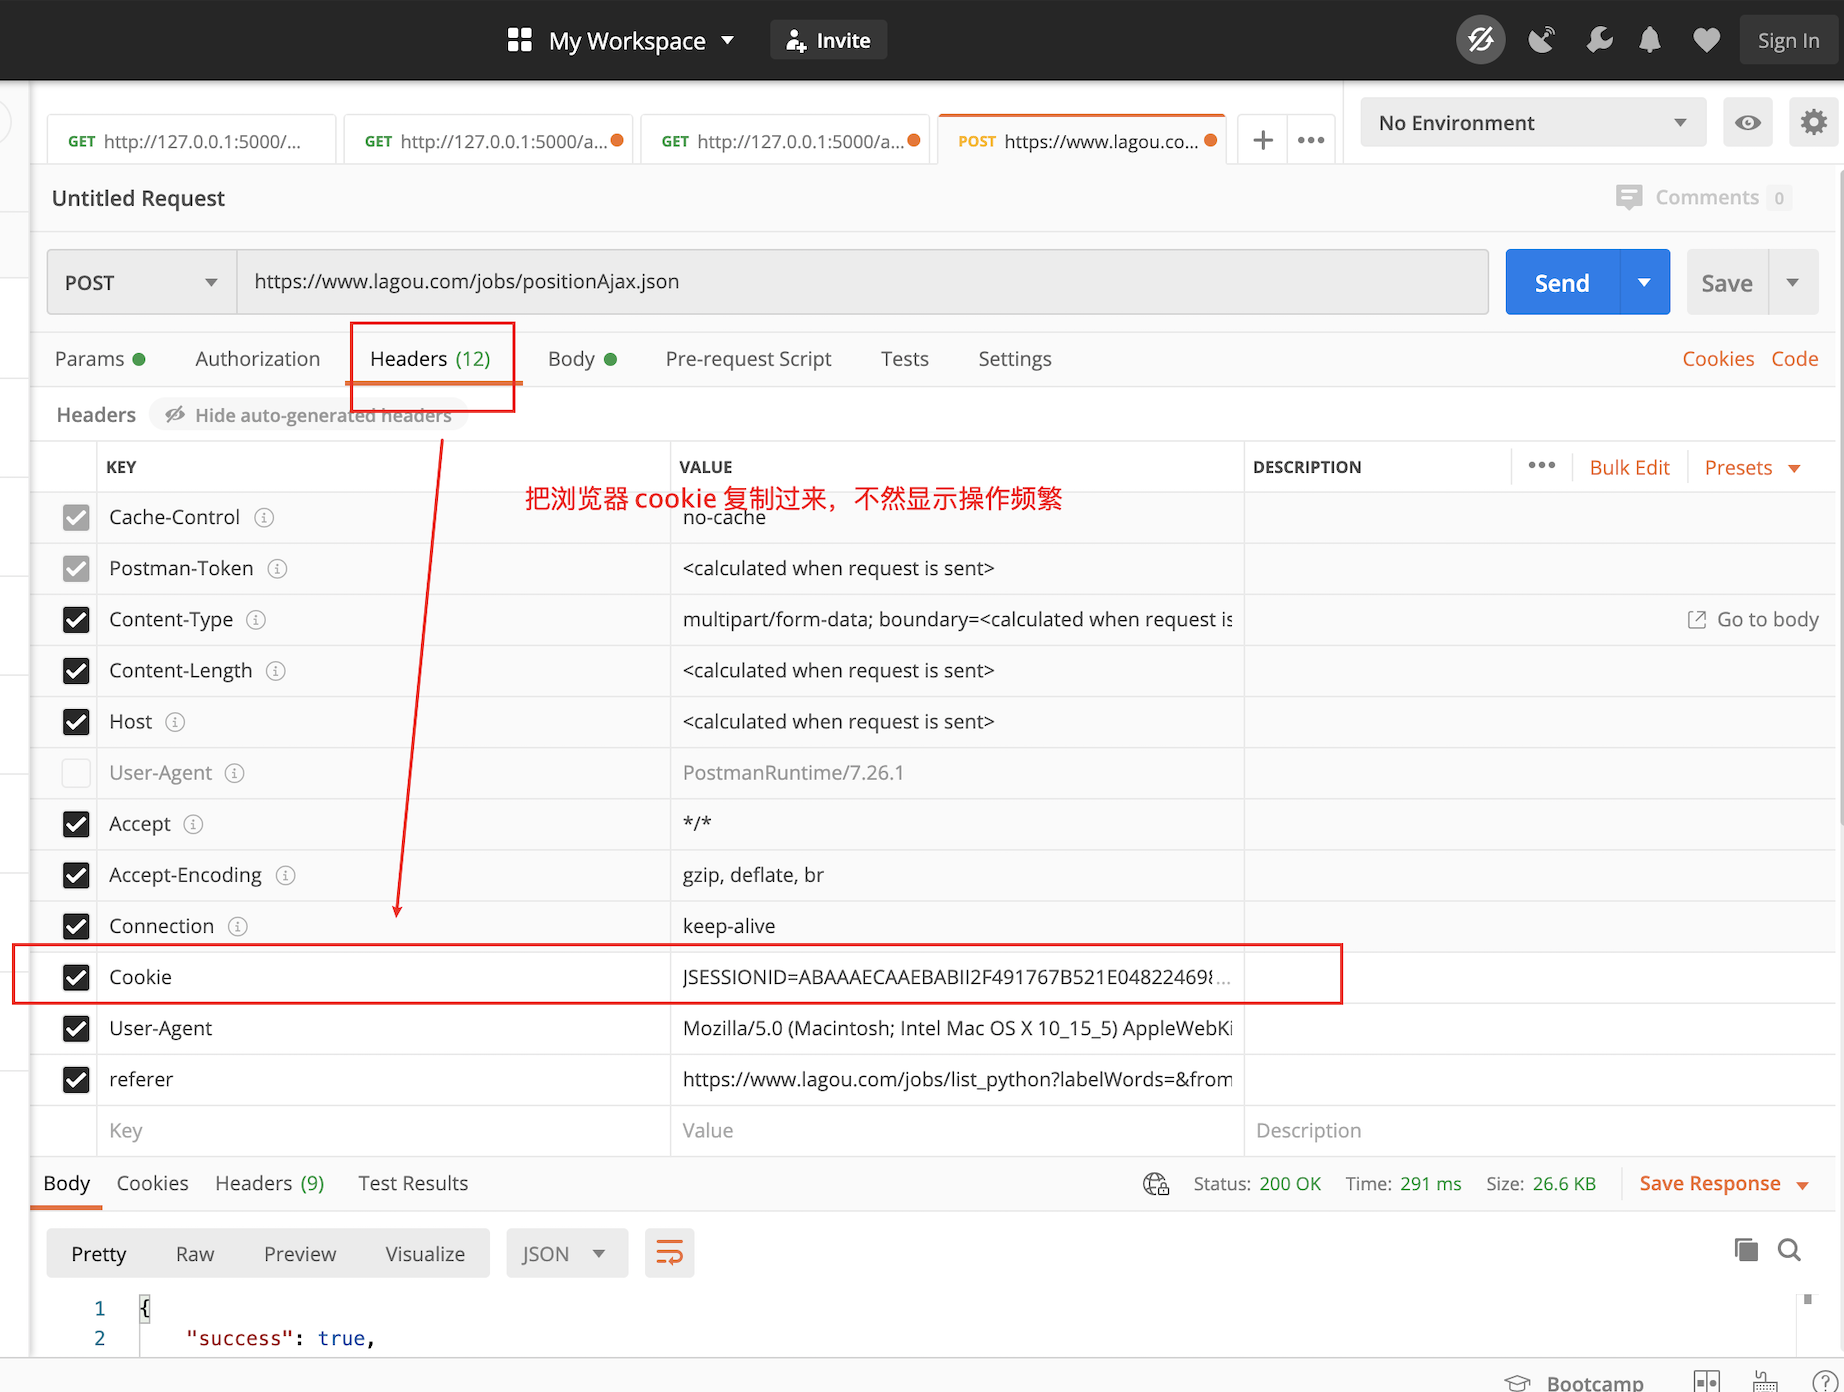 My Workspace
Invite
Sign In
GET http://127.0.0.1:5000/...
GET http://127.0.0.1:5000/a...
GET http://127.0.0.1:5000/a...
POST https://www.lagou.co...
No Environment
Untitled Request
Comments 0
POST
https://www.lagou.com/jobs/positionAjax.json
Send
Save
Params
Authorization
Headers (12)
Body
Pre-request Script
Tests
Settings
Cookies
Code
Headers
Hide auto-generated headers
KEY
VALUE
DESCRIPTION
Bulk Edit
Presets
把浏览器 cookie 复制过来，不然显示操作频繁
Cache-Control
no-cache
Postman-Token
<calculated when request is sent>
Content-Type
multipart/form-data; boundary=<calculated when request is
Go to body
Content-Length
<calculated when request is sent>
Host
<calculated when request is sent>
User-Agent
PostmanRuntime/7.26.1
Accept
*/*
Accept-Encoding
gzip, deflate, br
Connection
keep-alive
Cookie
JSESSIONID=ABAAAECAAEBABII2F491767B521E04822469...
User-Agent
Mozilla/5.0 (Macintosh; Intel Mac OS X 10_15_5) AppleWebKi
referer
https://www.lagou.com/jobs/list_python?labelWords=&from
Key
Value
Description
Body
Cookies
Headers (9)
Test Results
Status: 200 OK
Time: 291 ms
Size: 26.6 KB
Save Response
Pretty
Raw
Preview
Visualize
JSON
1 {
2 "success": true,
Bootcamp